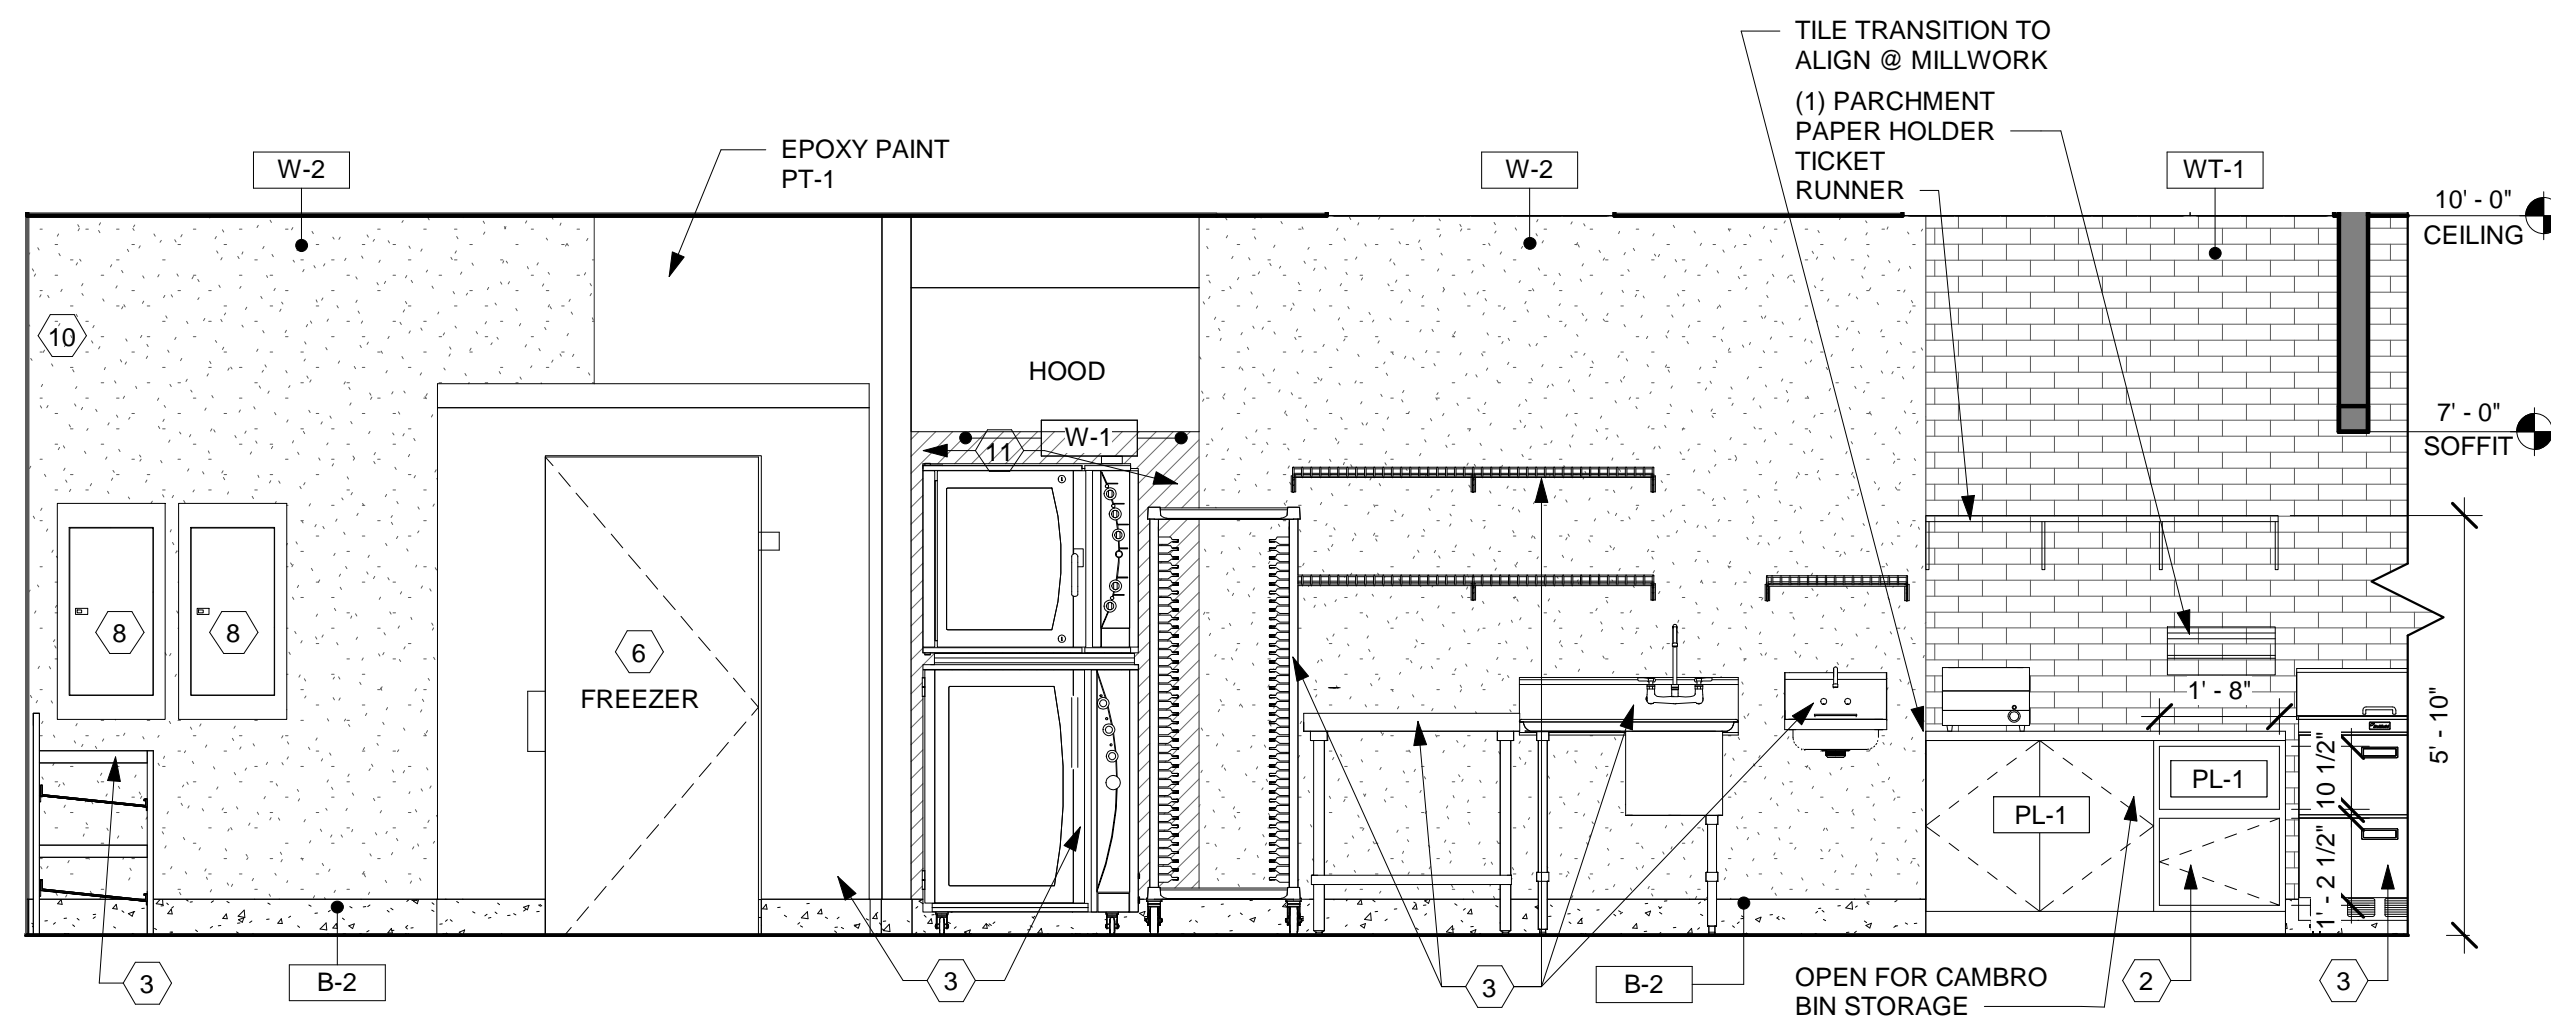 TILE TRANSITION TO
ALIGN @ MILLWORK
(1) PARCHMENT
PAPER HOLDER
TICKET
RUNNER
EPOXY PAINT
PT-1
W-2
W-2
WT-1
10' - 0"
CEILING
10
HOOD
7' - 0"
SOFFIT
W-1
11
8
8
6
FREEZER
1' - 8"
5' - 10"
10 1/2"
1' - 2 1/2"
PL-1
PL-1
3
B-2
3
3
B-2
OPEN FOR CAMBRO
BIN STORAGE
2
3